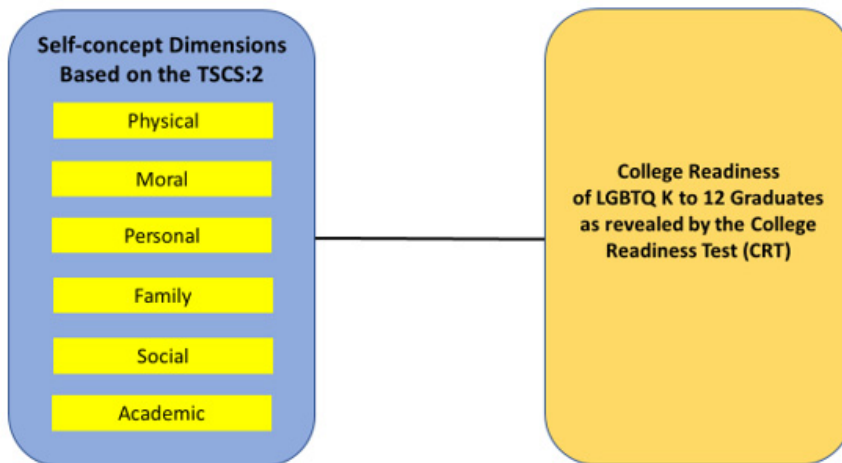 Self-concept Dimensions
Based on the TSCS:2
Physical
Moral
Personal
Family
Social
Academic
College Readiness
of LGBTQ K to 12 Graduates
as revealed by the College
Readiness Test (CRT)